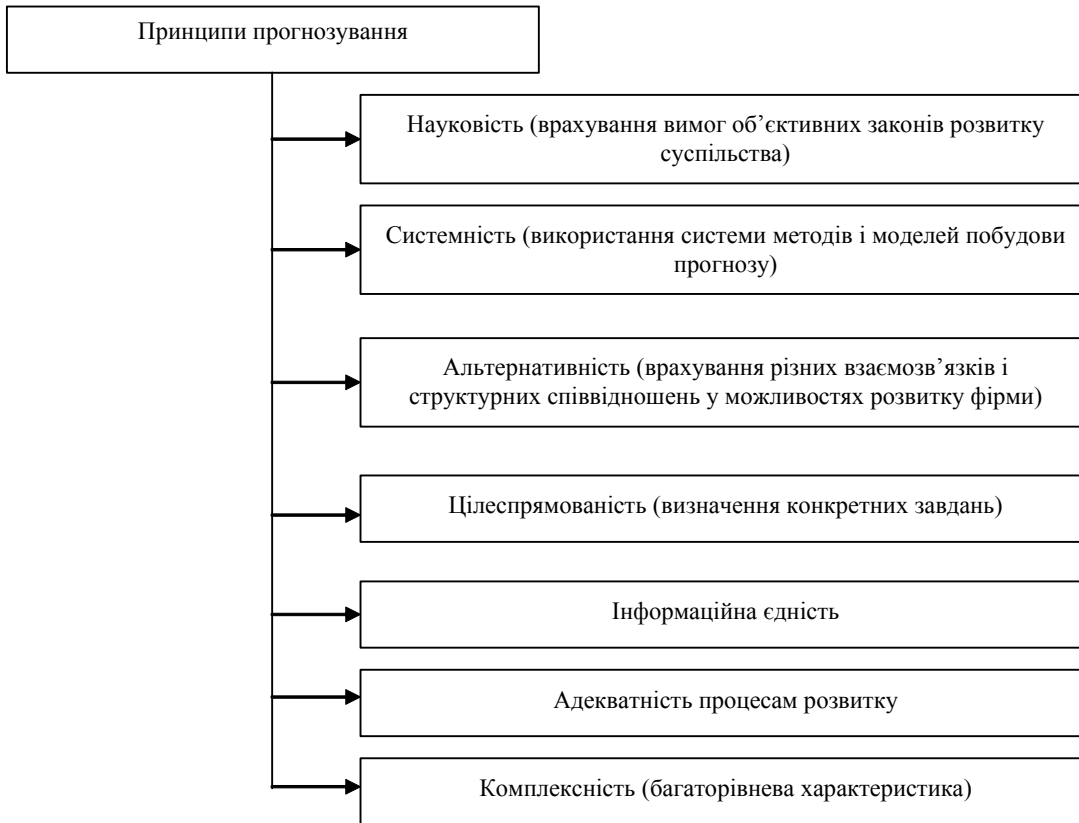 Принципи прогнозування
Науковість (врахування вимог об’єктивних законів розвитку
суспільства)
Системність (використання системи методів і моделей побудови
прогнозу)
Альтернативність (врахування різних взаємозв’язків і
структурних співвідношень у можливостях розвитку фірми)
Цілеспрямованість (визначення конкретних завдань)
Інформаційна єдність
Адекватність процесам розвитку
Комплексність (багаторівнева характеристика)